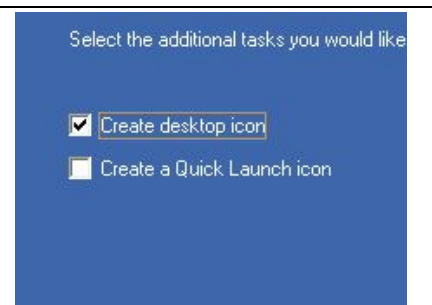 Select the additional tasks you would like
Create desktop icon
Create a Quick Launch icon